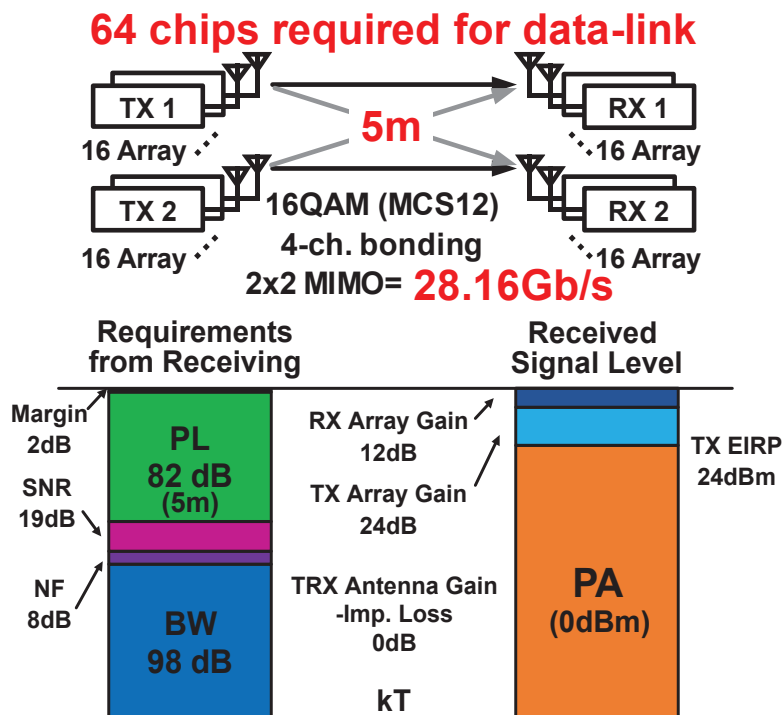 64 chips required for data-link
TX 1
RX 1
5m
16 Array
16 Array
TX 2
RX 2
16QAM (MCS12)
4-ch. bonding
16 Array
16 Array
2x2 MIMO= 28.16Gb/s
Requirements
from Receiving
Received
Signal Level
Margin
2dB
PL
82 dB
(5m)
SNR
19dB
NF
8dB
BW
98 dB
RX Array Gain
12dB
TX Array Gain
24dB
TX EIRP
24dBm
TRX Antenna Gain
-Imp. Loss
0dB
PA
(0dBm)
kT